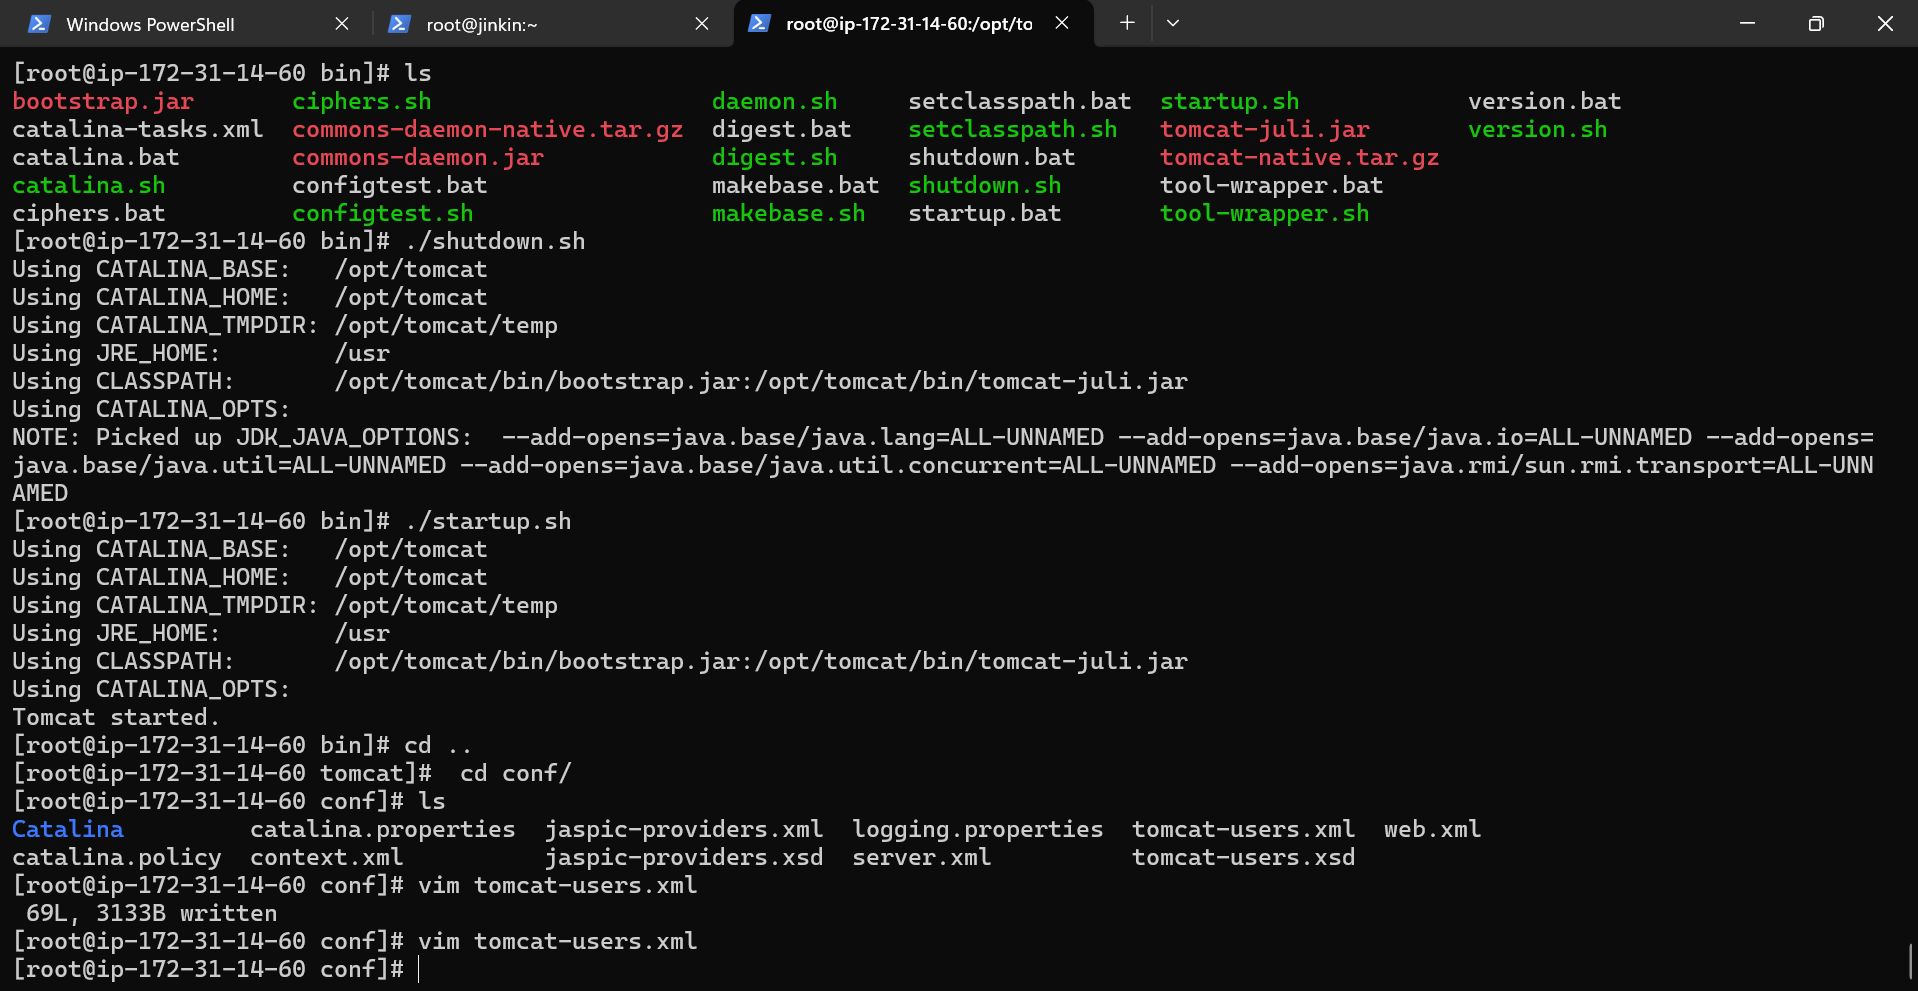 Windows PowerShell root@jinkin:~ root@ip-172-31-14-60:/opt/to
[root@ip-172-31-14-60 bin]# ls
bootstrap.jar ciphers.sh daemon.sh setclasspath.bat startup.sh version.bat
catalina-tasks.xml commons-daemon-native.tar.gz digest.bat setclasspath.sh tomcat-juli.jar version.sh
catalina.bat commons-daemon.jar digest.sh shutdown.bat tomcat-native.tar.gz
catalina.sh configtest.bat makebase.bat shutdown.sh tool-wrapper.bat
ciphers.bat configtest.sh makebase.sh startup.bat tool-wrapper.sh
[root@ip-172-31-14-60 bin]# ./shutdown.sh
Using CATALINA_BASE: /opt/tomcat
Using CATALINA_HOME: /opt/tomcat
Using CATALINA_TMPDIR: /opt/tomcat/temp
Using JRE_HOME: /usr
Using CLASSPATH: /opt/tomcat/bin/bootstrap.jar:/opt/tomcat/bin/tomcat-juli.jar
Using CATALINA_OPTS:
NOTE: Picked up JDK_JAVA_OPTIONS: --add-opens=java.base/java.lang=ALL-UNNAMED --add-opens=java.base/java.io=ALL-UNNAMED --add-opens=
java.base/java.util=ALL-UNNAMED --add-opens=java.base/java.util.concurrent=ALL-UNNAMED --add-opens=java.rmi/sun.rmi.transport=ALL-UNN
AMED
[root@ip-172-31-14-60 bin]# ./startup.sh
Using CATALINA_BASE: /opt/tomcat
Using CATALINA_HOME: /opt/tomcat
Using CATALINA_TMPDIR: /opt/tomcat/temp
Using JRE_HOME: /usr
Using CLASSPATH: /opt/tomcat/bin/bootstrap.jar:/opt/tomcat/bin/tomcat-juli.jar
Using CATALINA_OPTS:
Tomcat started.
[root@ip-172-31-14-60 bin]# cd ..
[root@ip-172-31-14-60 tomcat]# cd conf/
[root@ip-172-31-14-60 conf]# ls
Catalina catalina.properties jaspic-providers.xml logging.properties tomcat-users.xml web.xml
catalina.policy context.xml jaspic-providers.xsd server.xml tomcat-users.xsd
[root@ip-172-31-14-60 conf]# vim tomcat-users.xml
69L, 3133B written
[root@ip-172-31-14-60 conf]# vim tomcat-users.xml
[root@ip-172-31-14-60 conf]#